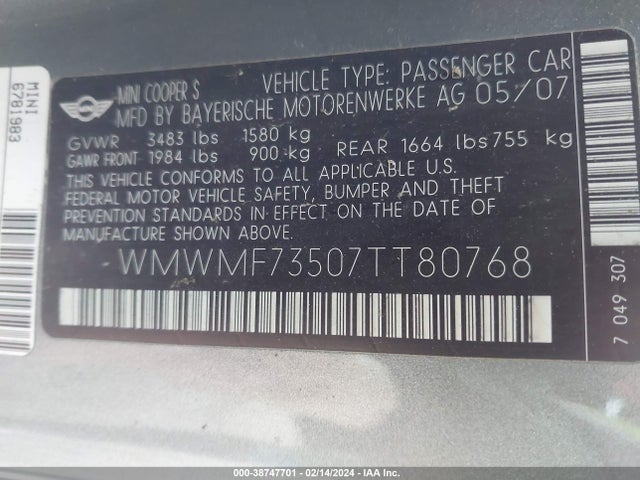 MINI
6781983
MINI COOPER S
VEHICLE TYPE: PASSENGER CAR
MFD BY BAYERISCHE MOTORENWERKE AG 05/07
GVWR 3483 lbs 1580 kg
GAWR FRONT 1984 lbs 900 kg REAR 1664 lbs 755 kg
THIS VEHICLE CONFORMS TO ALL APPLICABLE U.S.
FEDERAL MOTOR VEHICLE SAFETY, BUMPER AND THEFT
PREVENTION STANDARDS IN EFFECT ON THE DATE OF
MANUFACTURE SHOWN ABOVE.
WMWMF73507TT80768
7 049 307
000-38747701 - 02/14/2024 - IAA Inc.